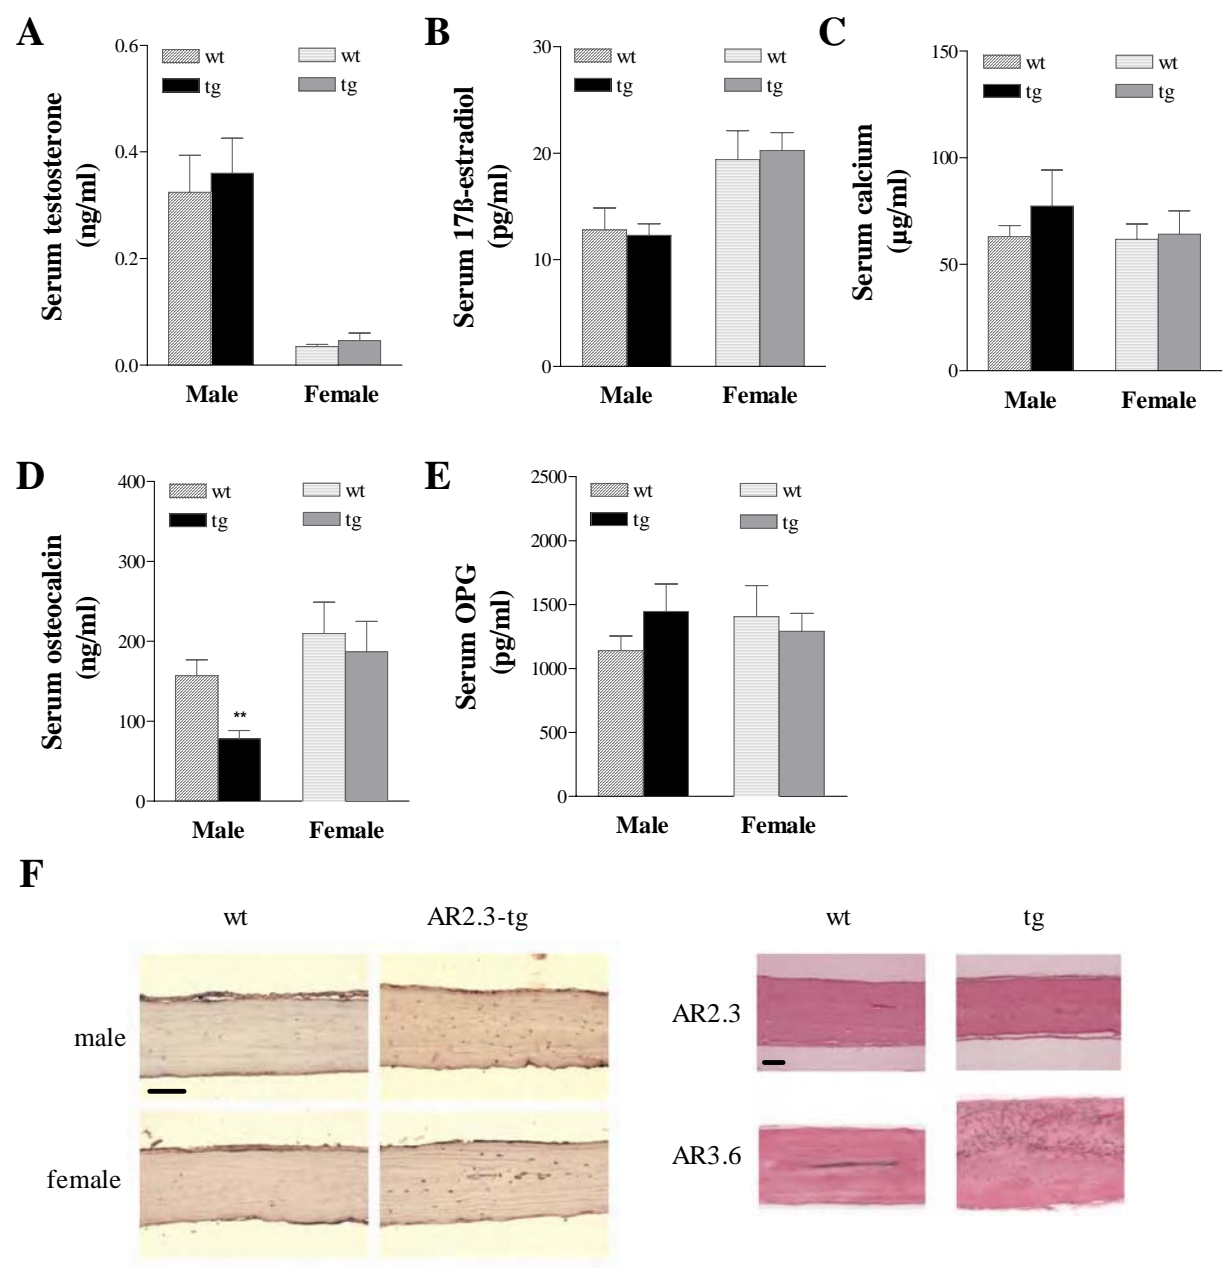 A
Serum testosterone
(ng/ml)
0.6
0.4
0.2
0.0
wt
tg
wt
tg
Male
Female
B
Serum 17ß-estradiol
(pg/ml)
30
20
10
0
wt
tg
wt
tg
Male
Female
C
Serum calcium
(µg/ml)
150
100
50
0
wt
tg
wt
tg
Male
Female
D
Serum osteocalcin
(ng/ml)
400
300
200
100
0
wt
tg
wt
tg
**
Male
Female
E
Serum OPG
(pg/ml)
2500
2000
1500
1000
500
0
wt
tg
wt
tg
Male
Female
F
wt
AR2.3-tg
male
female
wt
tg
AR2.3
AR3.6